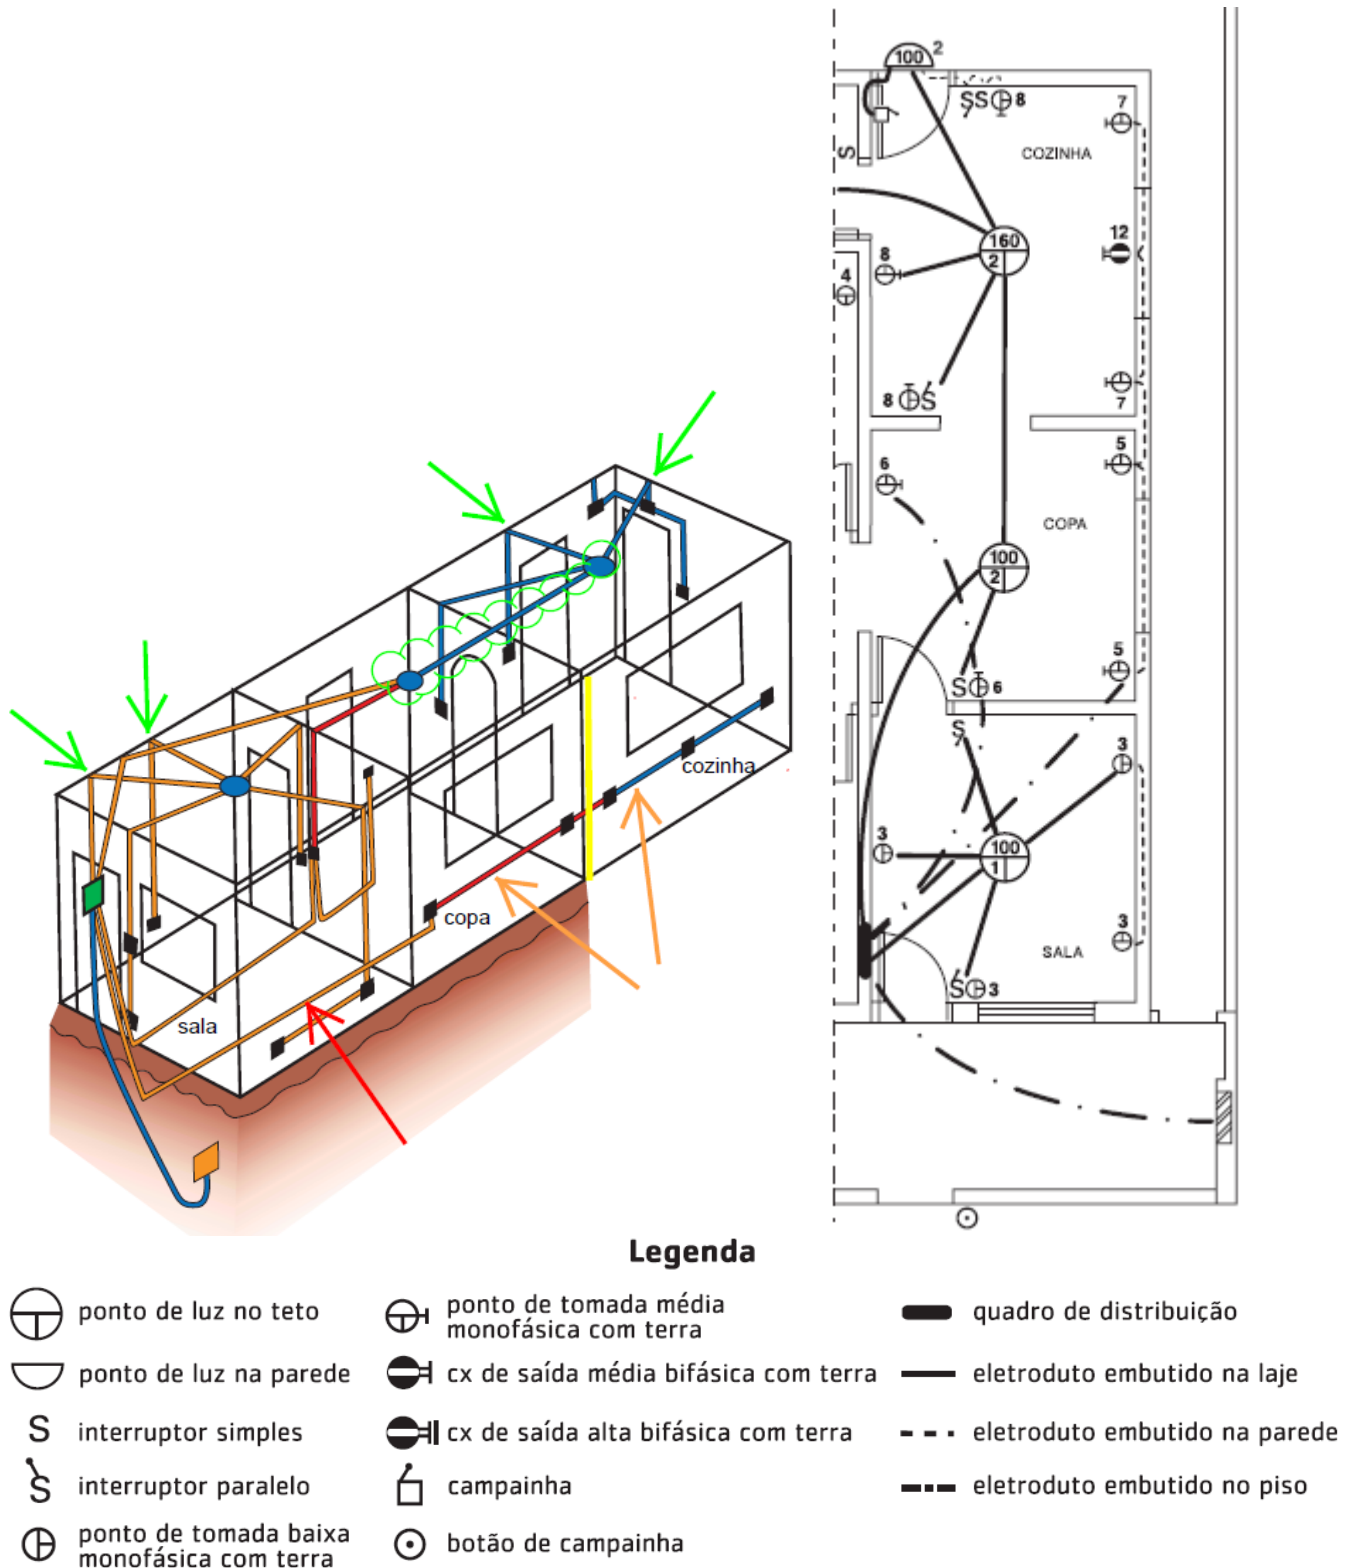 100 2
SS 8
7
COZINHA
S
160
2
12
8
4
8 S
7
5
6
COPA
100
2
5
S 6
S
3
3
100
1
3
SALA
S 3
cozinha
copa
sala
Legenda
ponto de luz no teto
ponto de luz na parede
S interruptor simples
S interruptor paralelo
ponto de tomada baixa
monofásica com terra
ponto de tomada média
monofásica com terra
cx de saída média bifásica com terra
cx de saída alta bifásica com terra
campainha
botão de campainha
quadro de distribuição
eletroduto embutido na laje
eletroduto embutido na parede
eletroduto embutido no piso